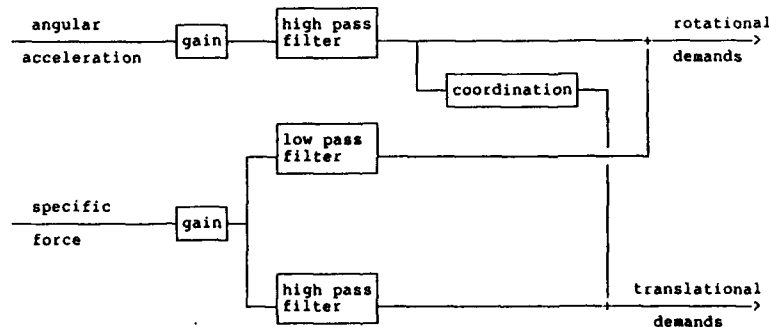 angular
acceleration
gain
high pass
filter
rotational
demands
coordination
low pass
filter
specific
force
gain
high pass
filter
translational
demands